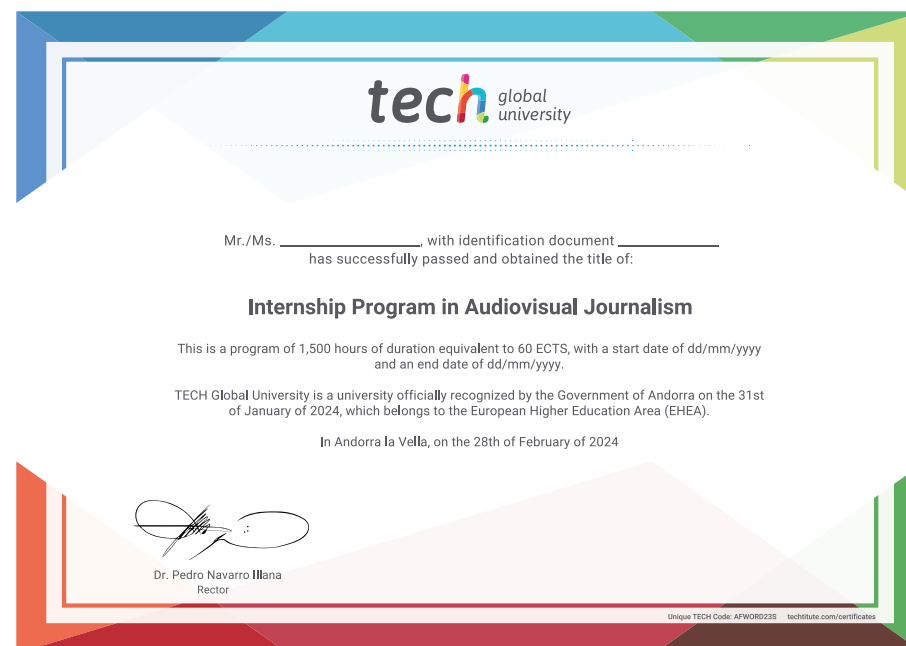 tech global university
Mr./Ms. ____________, with identification document ____________
has successfully passed and obtained the title of:
Internship Program in Audiovisual Journalism
This is a program of 1,500 hours of duration equivalent to 60 ECTS, with a start date of dd/mm/yyyy
and an end date of dd/mm/yyyy.
TECH Global University is a university officially recognized by the Government of Andorra on the 31st
of January of 2024, which belongs to the European Higher Education Area (EHEA).
In Andorra la Vella, on the 28th of February of 2024
Dr. Pedro Navarro Illana
Rector
Unique TECH Code: AFWORD23S techtitute.com/certificates